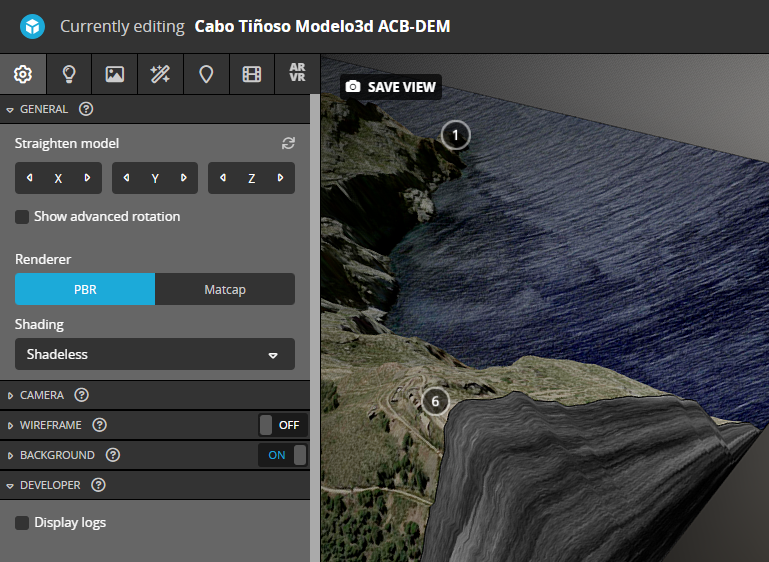 Currently editing Cabo Tiñoso Modelo3d ACB-DEM
AR
VR
SAVE VIEW
GENERAL ?
1
Straighten model
X Y Z
Show advanced rotation
Renderer
PBR Matcap
Shading
Shadeless
CAMERA ?
6
WIREFRAME ? OFF
BACKGROUND ? ON
DEVELOPER ?
Display logs